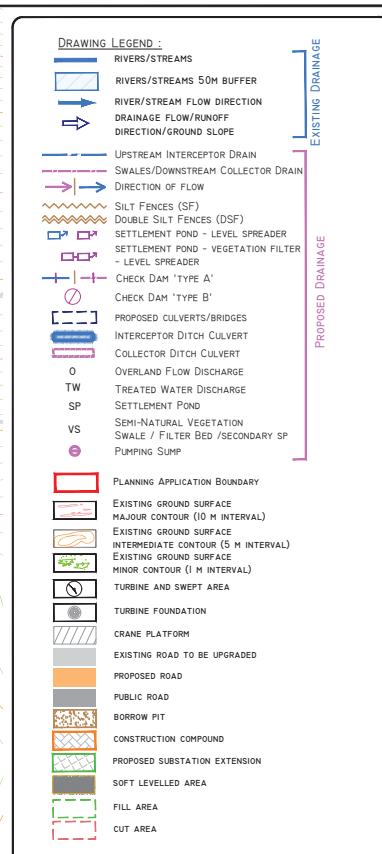 DRAWING LEGEND :
RIVERS/STREAMS
RIVERS/STREAMS 50M BUFFER
RIVER/STREAM FLOW DIRECTION
DRAINAGE FLOW/RUNOFF
DIRECTION/GROUND SLOPE
EXISTING DRAINAGE
UPSTREAM INTERCEPTOR DRAIN
SWALES/DOWNSTREAM COLLECTOR DRAIN
DIRECTION OF FLOW
SILT FENCES (SF)
DOUBLE SILT FENCES (DSF)
SETTLEMENT POND - LEVEL SPREADER
SETTLEMENT POND - VEGETATION FILTER
- LEVEL SPREADER
CHECK DAM 'TYPE A'
CHECK DAM 'TYPE B'
PROPOSED CULVERTS/BRIDGES
INTERCEPTOR DITCH CULVERT
COLLECTOR DITCH CULVERT
O OVERLAND FLOW DISCHARGE
TW TREATED WATER DISCHARGE
SP SETTLEMENT POND
VS SEMI-NATURAL VEGETATION
SWALE / FILTER BED /SECONDARY SP
PUMPING SUMP
PROPOSED DRAINAGE
PLANNING APPLICATION BOUNDARY
EXISTING GROUND SURFACE
MAJOUR CONTOUR (10 M INTERVAL)
EXISTING GROUND SURFACE
INTERMEDIATE CONTOUR (5 M INTERVAL)
EXISTING GROUND SURFACE
MINOR CONTOUR (1 M INTERVAL)
TURBINE AND SWEPT AREA
TURBINE FOUNDATION
CRANE PLATFORM
EXISTING ROAD TO BE UPGRADED
PROPOSED ROAD
PUBLIC ROAD
BORROW PIT
CONSTRUCTION COMPOUND
PROPOSED SUBSTATION EXTENSION
SOFT LEVELLED AREA
FILL AREA
CUT AREA